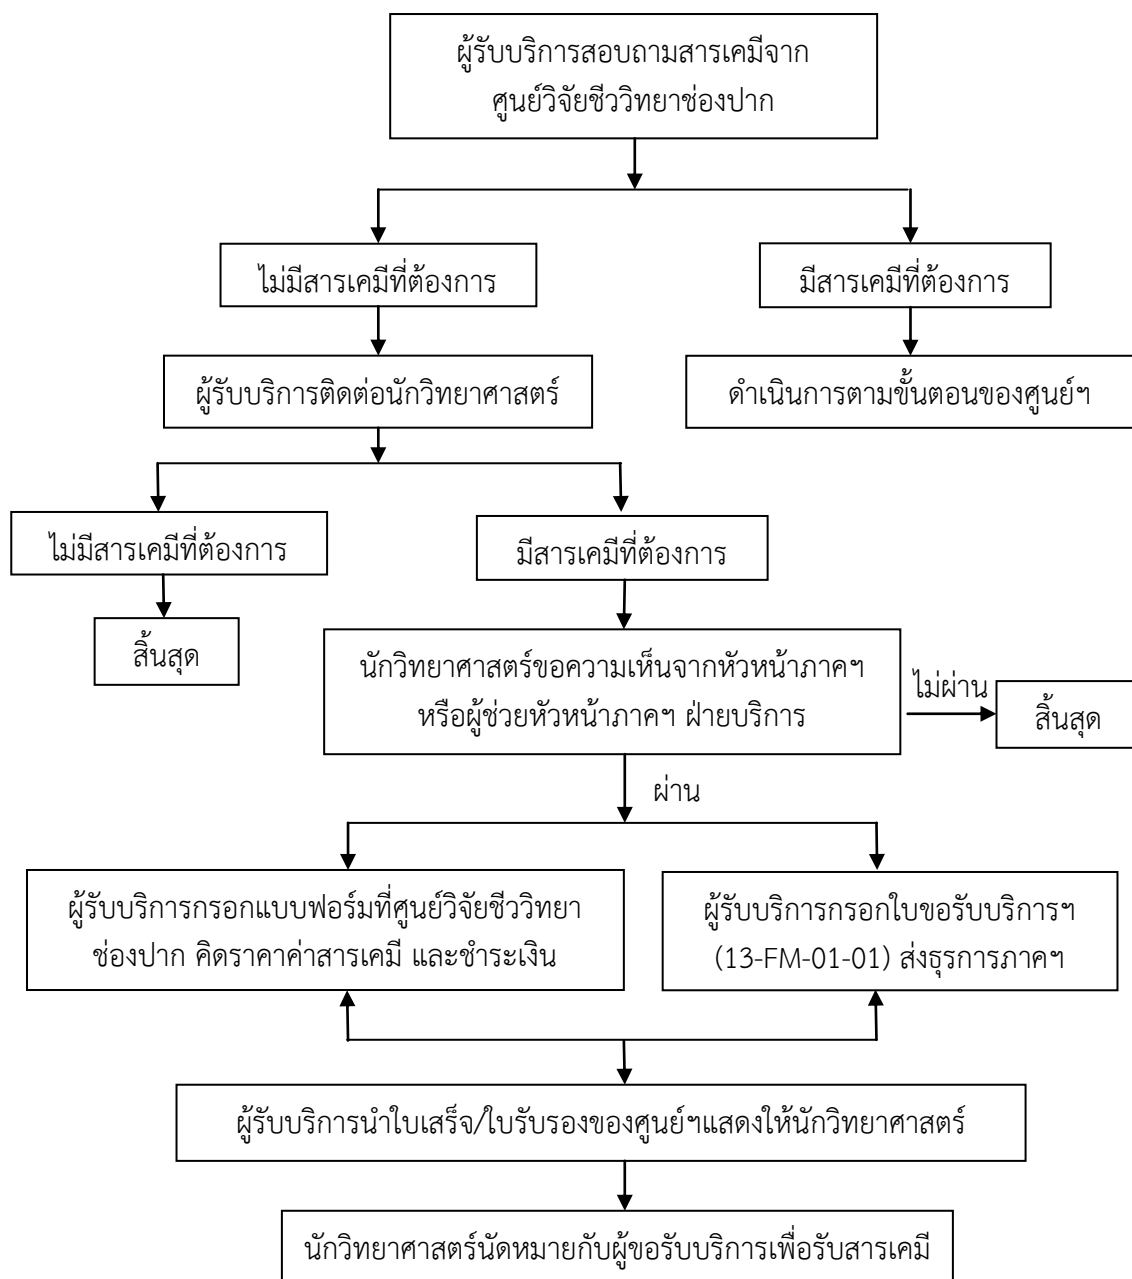 ผู้รับบริการสอบถามสารเคมีจาก
ศูนย์วิจัยชีววิทยาช่องปาก
ไม่มีสารเคมีที่ต้องการ
มีสารเคมีที่ต้องการ
ผู้รับบริการติดต่อนักวิทยาศาสตร์
ดำเนินการตามขั้นตอนของศูนย์ฯ
ไม่มีสารเคมีที่ต้องการ
มีสารเคมีที่ต้องการ
สิ้นสุด
นักวิทยาศาสตร์ขอความเห็นจากหัวหน้าภาคฯ
หรือผู้ช่วยหัวหน้าภาคฯ ฝ่ายบริการ
ไม่ผ่าน
สิ้นสุด
ผ่าน
ผู้รับบริการกรอกแบบฟอร์มที่ศูนย์วิจัยชีววิทยา
ช่องปาก คิดราคาค่าสารเคมี และชำระเงิน
ผู้รับบริการกรอกใบขอรับบริการฯ
(13-FM-01-01) ส่งธุรการภาคฯ
ผู้รับบริการนำใบเสร็จ/ใบรับรองของศูนย์ฯแสดงให้นักวิทยาศาสตร์
นักวิทยาศาสตร์นัดหมายกับผู้ขอรับบริการเพื่อรับสารเคมี